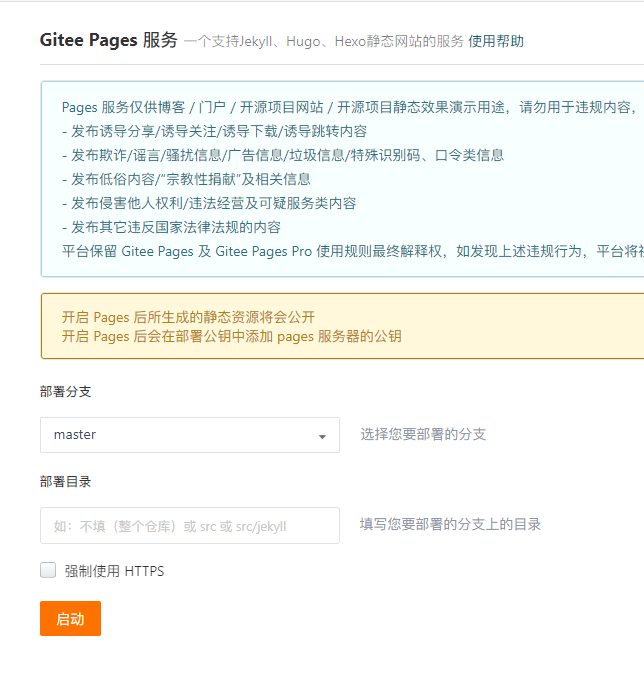 Gitee Pages 服务 一个支持Jekyll、Hugo、Hexo静态网站的服务 使用帮助
Pages 服务仅供博客 / 门户 / 开源项目网站 / 开源项目静态效果演示用途，请勿用于违规内容，
- 发布诱导分享/诱导关注/诱导下载/诱导跳转内容
- 发布欺诈/谣言/骚扰信息/广告信息/垃圾信息/特殊识别码、口令类信息
- 发布低俗内容/“宗教性捐献”及相关信息
- 发布侵害他人权利/违法经营及可疑服务类内容
- 发布其它违反国家法律法规的内容
平台保留 Gitee Pages 及 Gitee Pages Pro 使用规则最终解释权，如发现上述违规行为，平台将
开启 Pages 后所生成的静态资源将会公开
开启 Pages 后会在部署公钥中添加 pages 服务器的公钥
部署分支
master 选择您要部署的分支
部署目录
如：不填（整个仓库）或 src 或 src/jekyll 填写您要部署的分支上的目录
强制使用 HTTPS
启动